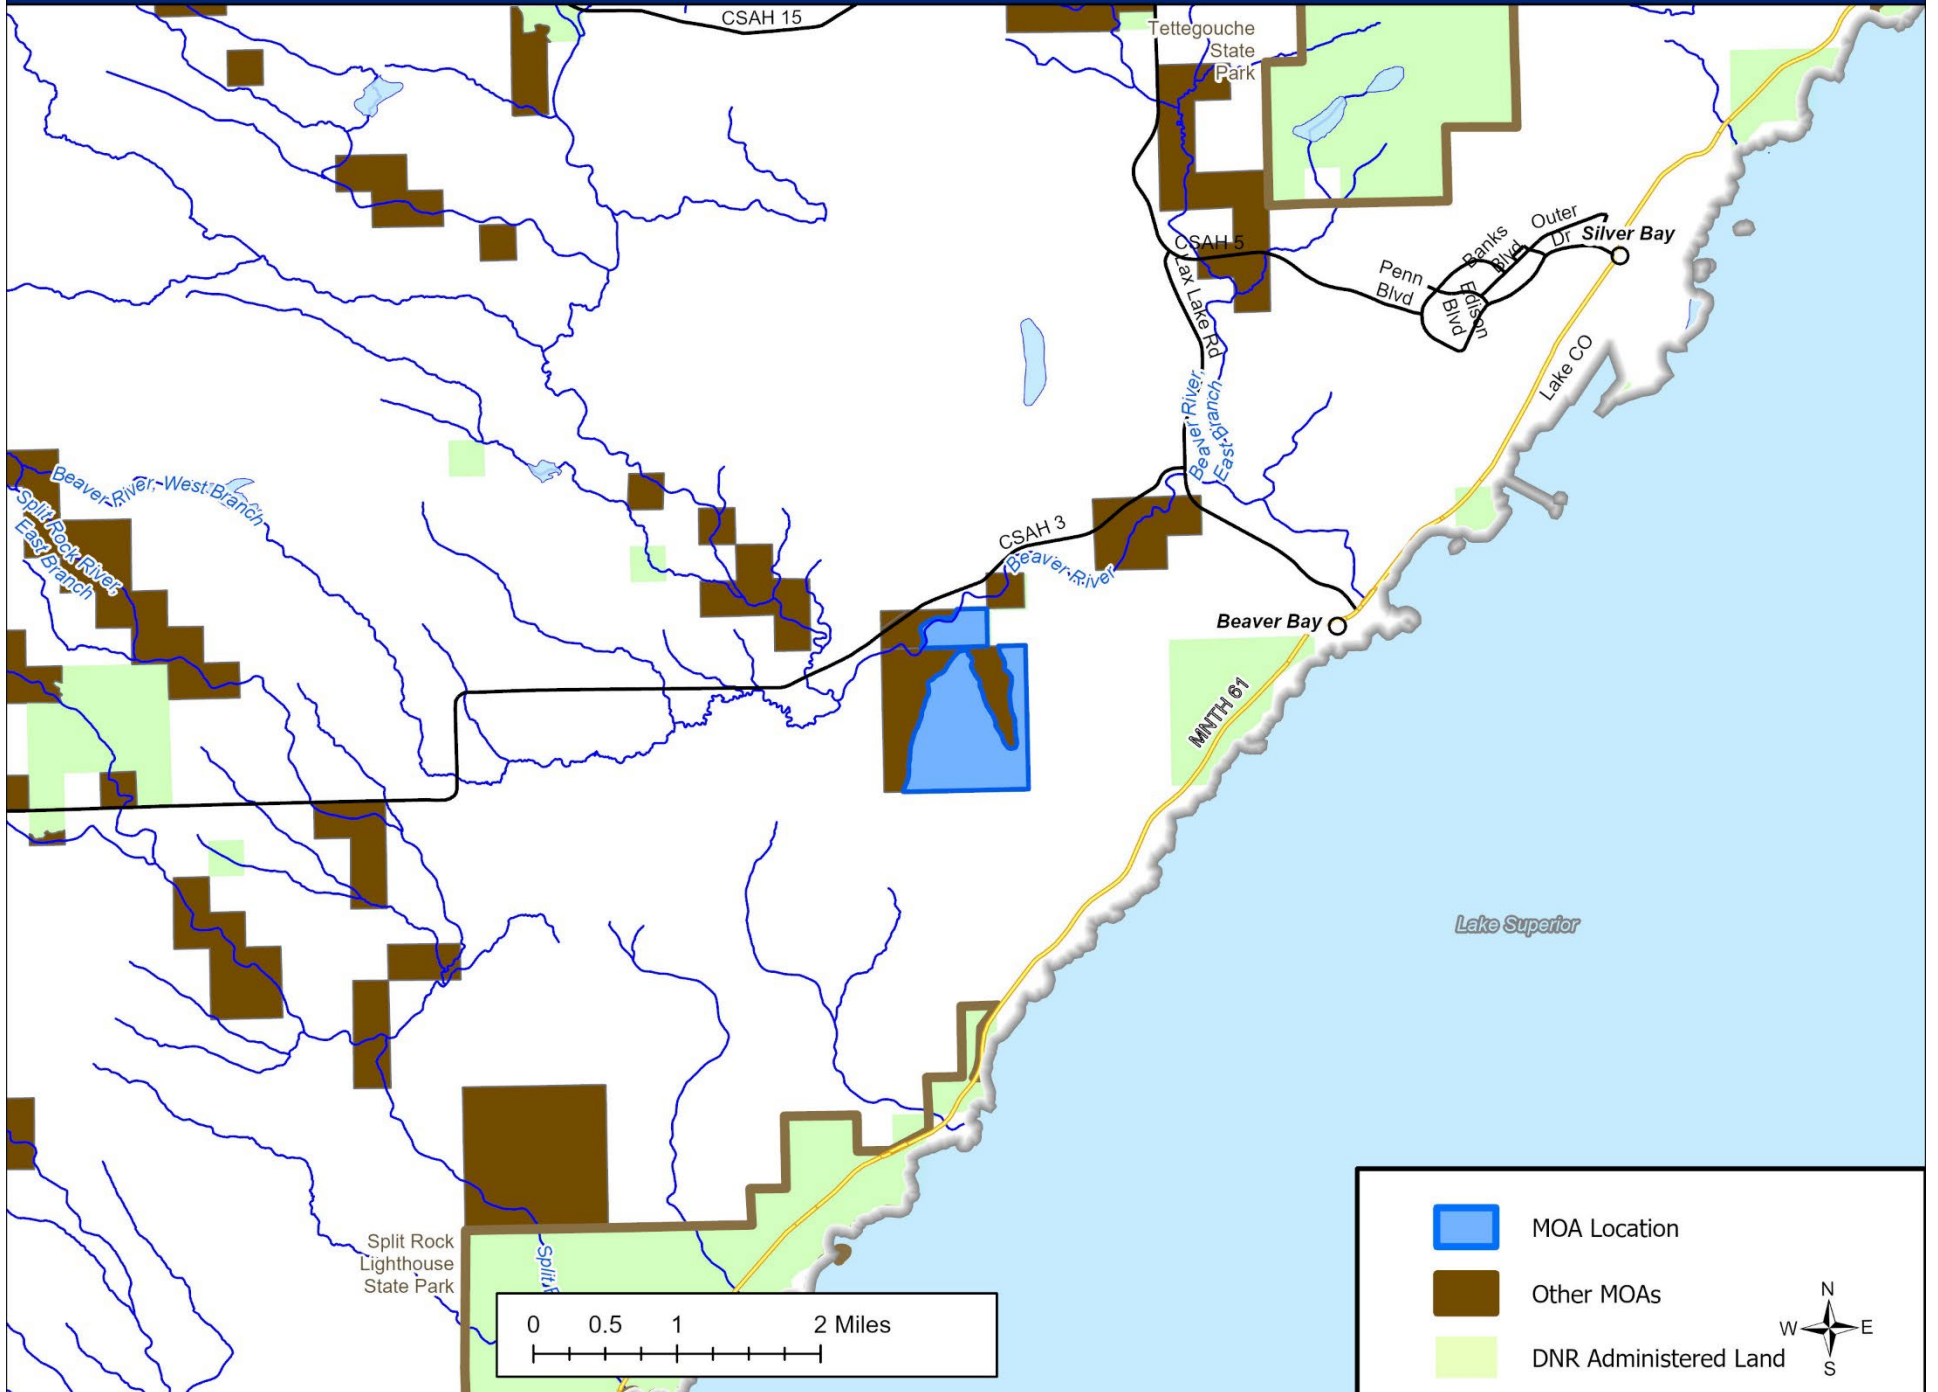 CSAH 15
Tettegouche
State
Park
Outer
Dr
Silver Bay
Banks
Blvd
CSAH 5
Penn
Blvd
Edison
Blvd
Lax Lake Rd
Lake CO
Beaver River,
East Branch
Beaver River, West Branch
Split Rock River,
East Branch
CSAH 3
Beaver River
Beaver Bay
MNTH 61
Lake Superior
Split Rock
Lighthouse
State Park
0 0.5 1 2 Miles
MOA Location
Other MOAs
DNR Administered Land
N
W E
S